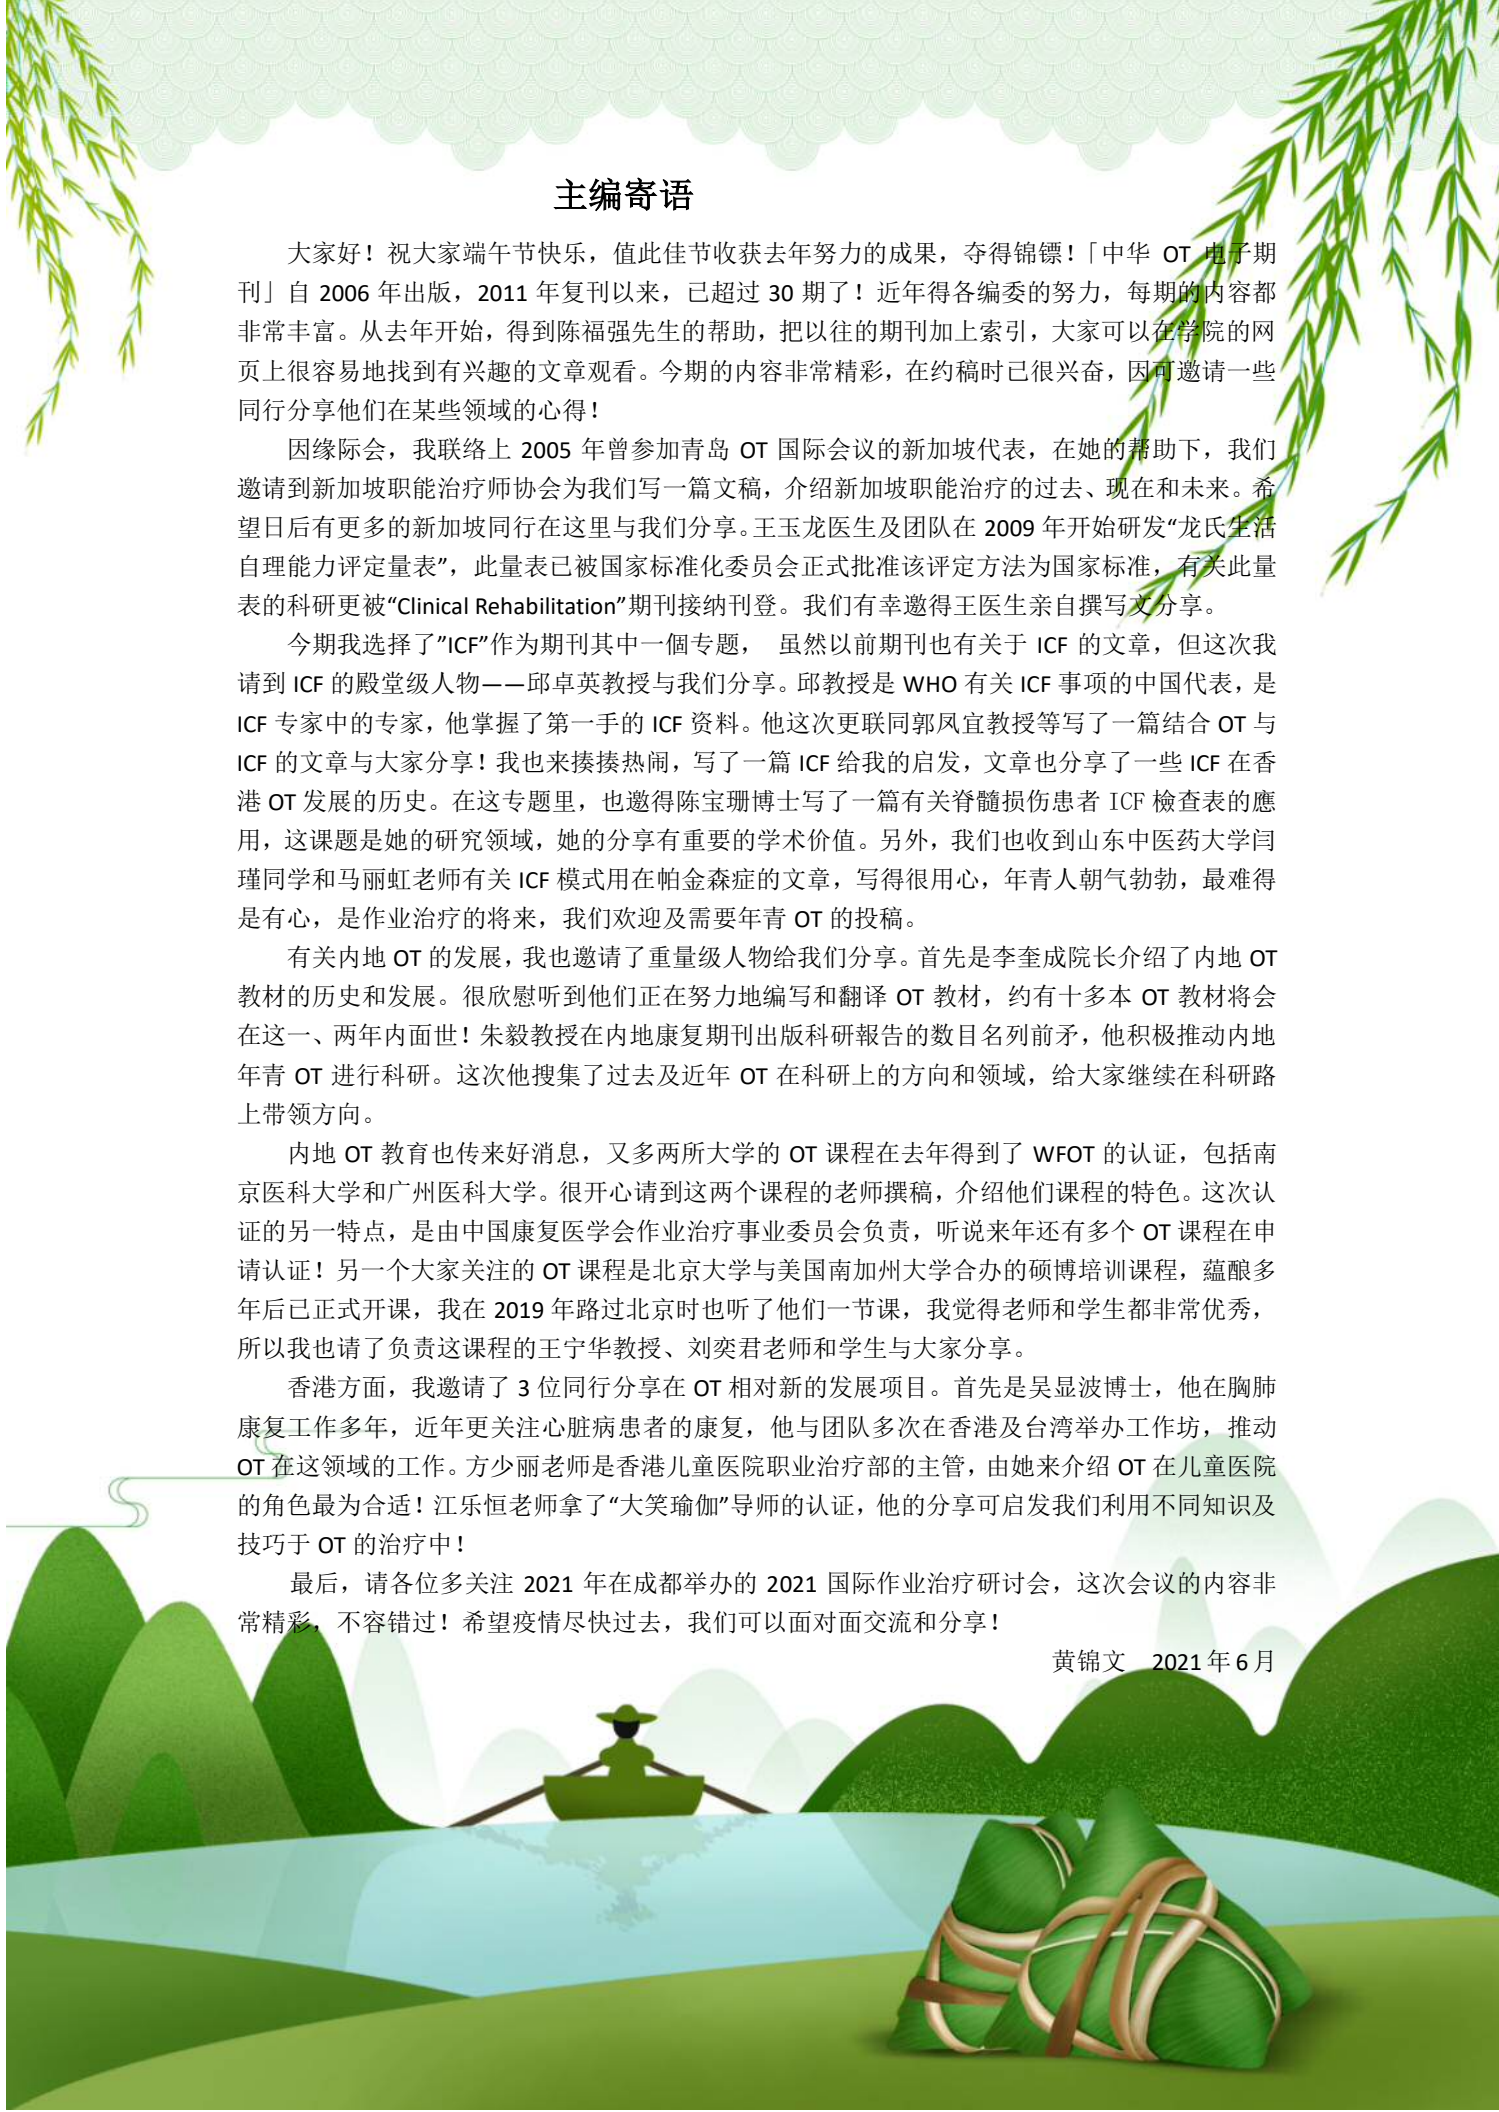 主编寄语
大家好！祝大家端午节快乐，值此佳节收获去年努力的成果，夺得锦镖！「中华 OT 电子期
刊」自 2006 年出版，2011 年复刊以来，已超过 30 期了！近年得各编委的努力，每期的内容都
非常丰富。从去年开始，得到陈福强先生的帮助，把以往的期刊加上索引，大家可以在学院的网
页上很容易地找到有兴趣的文章观看。今期的内容非常精彩，在约稿时已很兴奋，因可邀请一些
同行分享他们在某些领域的心得！
因缘际会，我联络上 2005 年曾参加青岛 OT 国际会议的新加坡代表，在她的帮助下，我们
邀请到新加坡职能治疗师协会为我们写一篇文稿，介绍新加坡职能治疗的过去、现在和未来。希
望日后有更多的新加坡同行在这里与我们分享。王玉龙医生及团队在 2009 年开始研发“龙氏生活
自理能力评定量表”，此量表已被国家标准化委员会正式批准该评定方法为国家标准，有关此量
表的科研更被“Clinical Rehabilitation”期刊接纳刊登。我们有幸邀得王医生亲自撰写文分享。
今期我选择了”ICF”作为期刊其中一個专题， 虽然以前期刊也有关于 ICF 的文章，但这次我
请到 ICF 的殿堂级人物——邱卓英教授与我们分享。邱教授是 WHO 有关 ICF 事项的中国代表，是
ICF 专家中的专家，他掌握了第一手的 ICF 资料。他这次更联同郭凤宜教授等写了一篇结合 OT 与
ICF 的文章与大家分享！我也来揍揍热闹，写了一篇 ICF 给我的启发，文章也分享了一些 ICF 在香
港 OT 发展的历史。在这专题里，也邀得陈宝珊博士写了一篇有关脊髓损伤患者 ICF 檢查表的應
用，这课题是她的研究领域，她的分享有重要的学术价值。另外，我们也收到山东中医药大学闫
瑾同学和马丽虹老师有关 ICF 模式用在帕金森症的文章，写得很用心，年青人朝气勃勃，最难得
是有心，是作业治疗的将来，我们欢迎及需要年青 OT 的投稿。
有关内地 OT 的发展，我也邀请了重量级人物给我们分享。首先是李奎成院长介绍了内地 OT
教材的历史和发展。很欣慰听到他们正在努力地编写和翻译 OT 教材，约有十多本 OT 教材将会
在这一、两年内面世！朱毅教授在内地康复期刊出版科研報告的数目名列前矛，他积极推动内地
年青 OT 进行科研。这次他搜集了过去及近年 OT 在科研上的方向和领域，给大家继续在科研路
上带领方向。
内地 OT 教育也传来好消息，又多两所大学的 OT 课程在去年得到了 WFOT 的认证，包括南
京医科大学和广州医科大学。很开心请到这两个课程的老师撰稿，介绍他们课程的特色。这次认
证的另一特点，是由中国康复医学会作业治疗事业委员会负责，听说来年还有多个 OT 课程在申
请认证！另一个大家关注的 OT 课程是北京大学与美国南加州大学合办的硕博培训课程，蕴酿多
年后已正式开课，我在 2019 年路过北京时也听了他们一节课，我觉得老师和学生都非常优秀，
所以我也请了负责这课程的王宁华教授、刘奕君老师和学生与大家分享。
香港方面，我邀请了 3 位同行分享在 OT 相对新的发展项目。首先是吴显波博士，他在胸肺
康复工作多年，近年更关注心脏病患者的康复，他与团队多次在香港及台湾举办工作坊，推动
OT 在这领域的工作。方少丽老师是香港儿童医院职业治疗部的主管，由她来介绍 OT 在儿童医院
的角色最为合适！江乐恒老师拿了“大笑瑜伽”导师的认证，他的分享可启发我们利用不同知识及
技巧于 OT 的治疗中！
最后，请各位多关注 2021 年在成都举办的 2021 国际作业治疗研讨会，这次会议的内容非
常精彩，不容错过！希望疫情尽快过去，我们可以面对面交流和分享！
黄锦文 2021 年 6 月